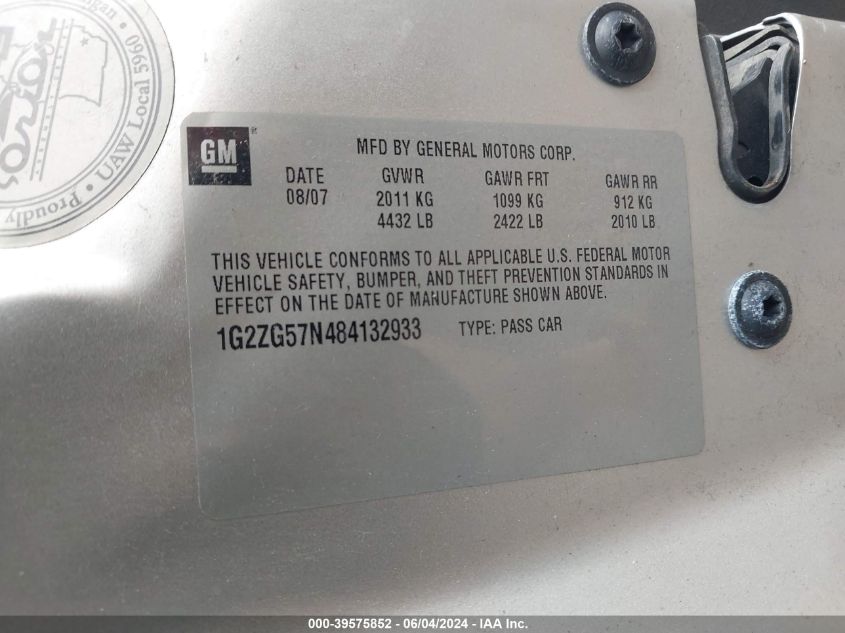 gan
orion
Proudly
UAW Local 5960
GM
MFD BY GENERAL MOTORS CORP.
DATE GVWR GAWR FRT GAWR RR
08/07 2011 KG 1099 KG 912 KG
4432 LB 2422 LB 2010 LB
THIS VEHICLE CONFORMS TO ALL APPLICABLE U.S. FEDERAL MOTOR
VEHICLE SAFETY, BUMPER, AND THEFT PREVENTION STANDARDS IN
EFFECT ON THE DATE OF MANUFACTURE SHOWN ABOVE.
1G2ZG57N484132933 TYPE: PASS CAR
000-39575852 - 06/04/2024 - IAA Inc.